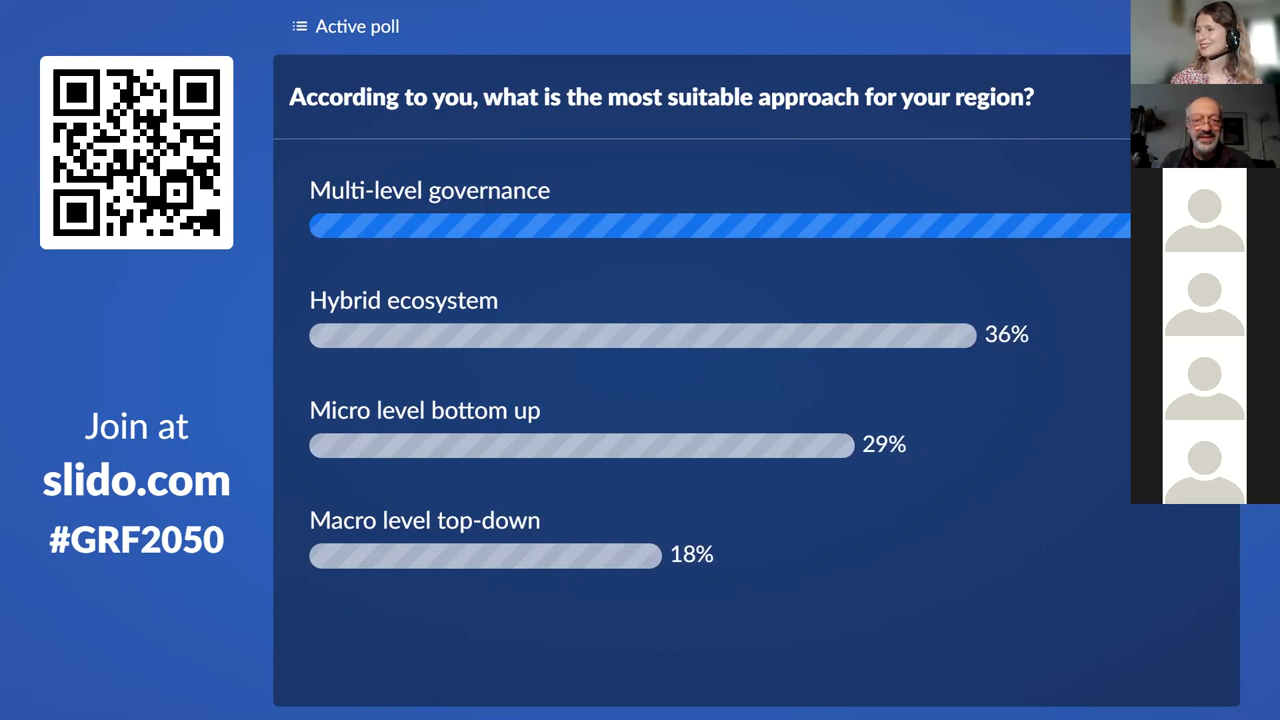 Active poll
According to you, what is the most suitable approach for your region?
Multi-level governance
Hybrid ecosystem
36%
Micro level bottom up
29%
Macro level top-down
18%
Join at
slido.com
#GRF2050